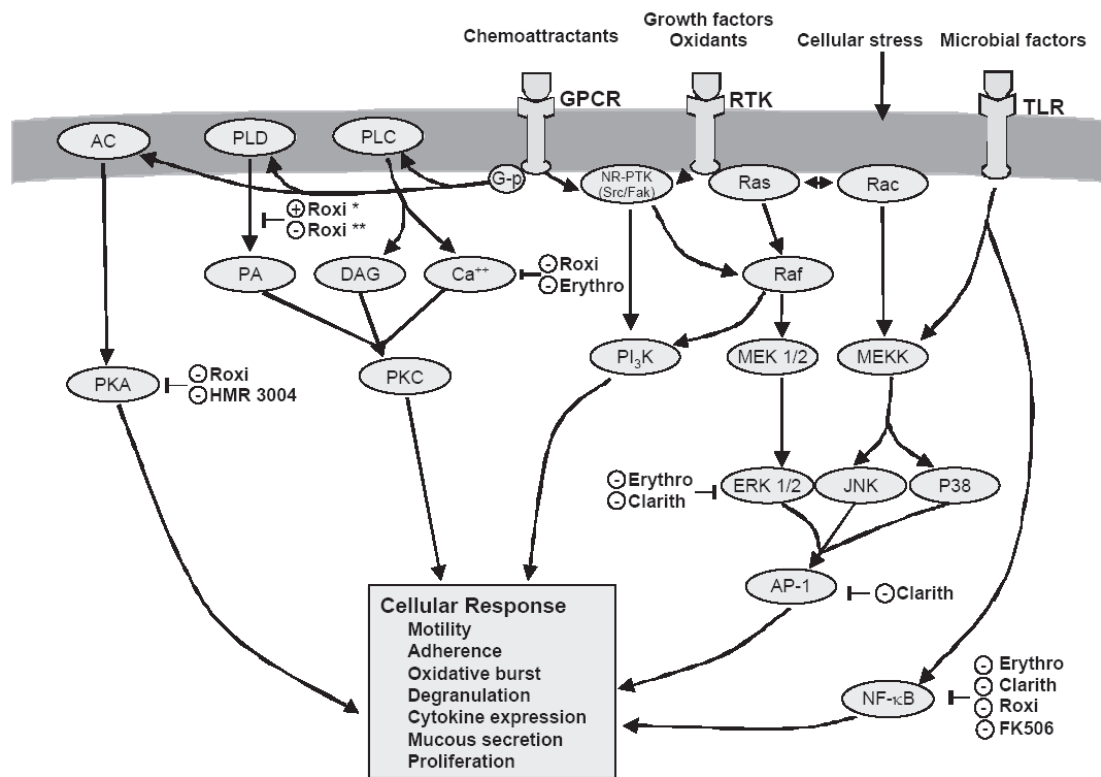 Chemoattractants
Growth factors
Oxidants
Cellular stress
Microbial factors
GPCR
RTK
TLR
AC
PLD
PLC
G-p
NR-PTK
(Src/Fak)
Ras
Rac
⊕ Roxi *
⊖ Roxi **
PA
DAG
Ca⁺⁺
⊖ Roxi
⊖ Erythro
Raf
PKA
⊖ Roxi
⊖ HMR 3004
PKC
PI₃K
MEK 1/2
MEKK
⊖ Erythro
⊖ Clarith
ERK 1/2
JNK
P38
AP-1
⊖ Clarith
Cellular Response
Motility
Adherence
Oxidative burst
Degranulation
Cytokine expression
Mucous secretion
Proliferation
NF-κB
⊖ Erythro
⊖ Clarith
⊖ Roxi
⊖ FK506